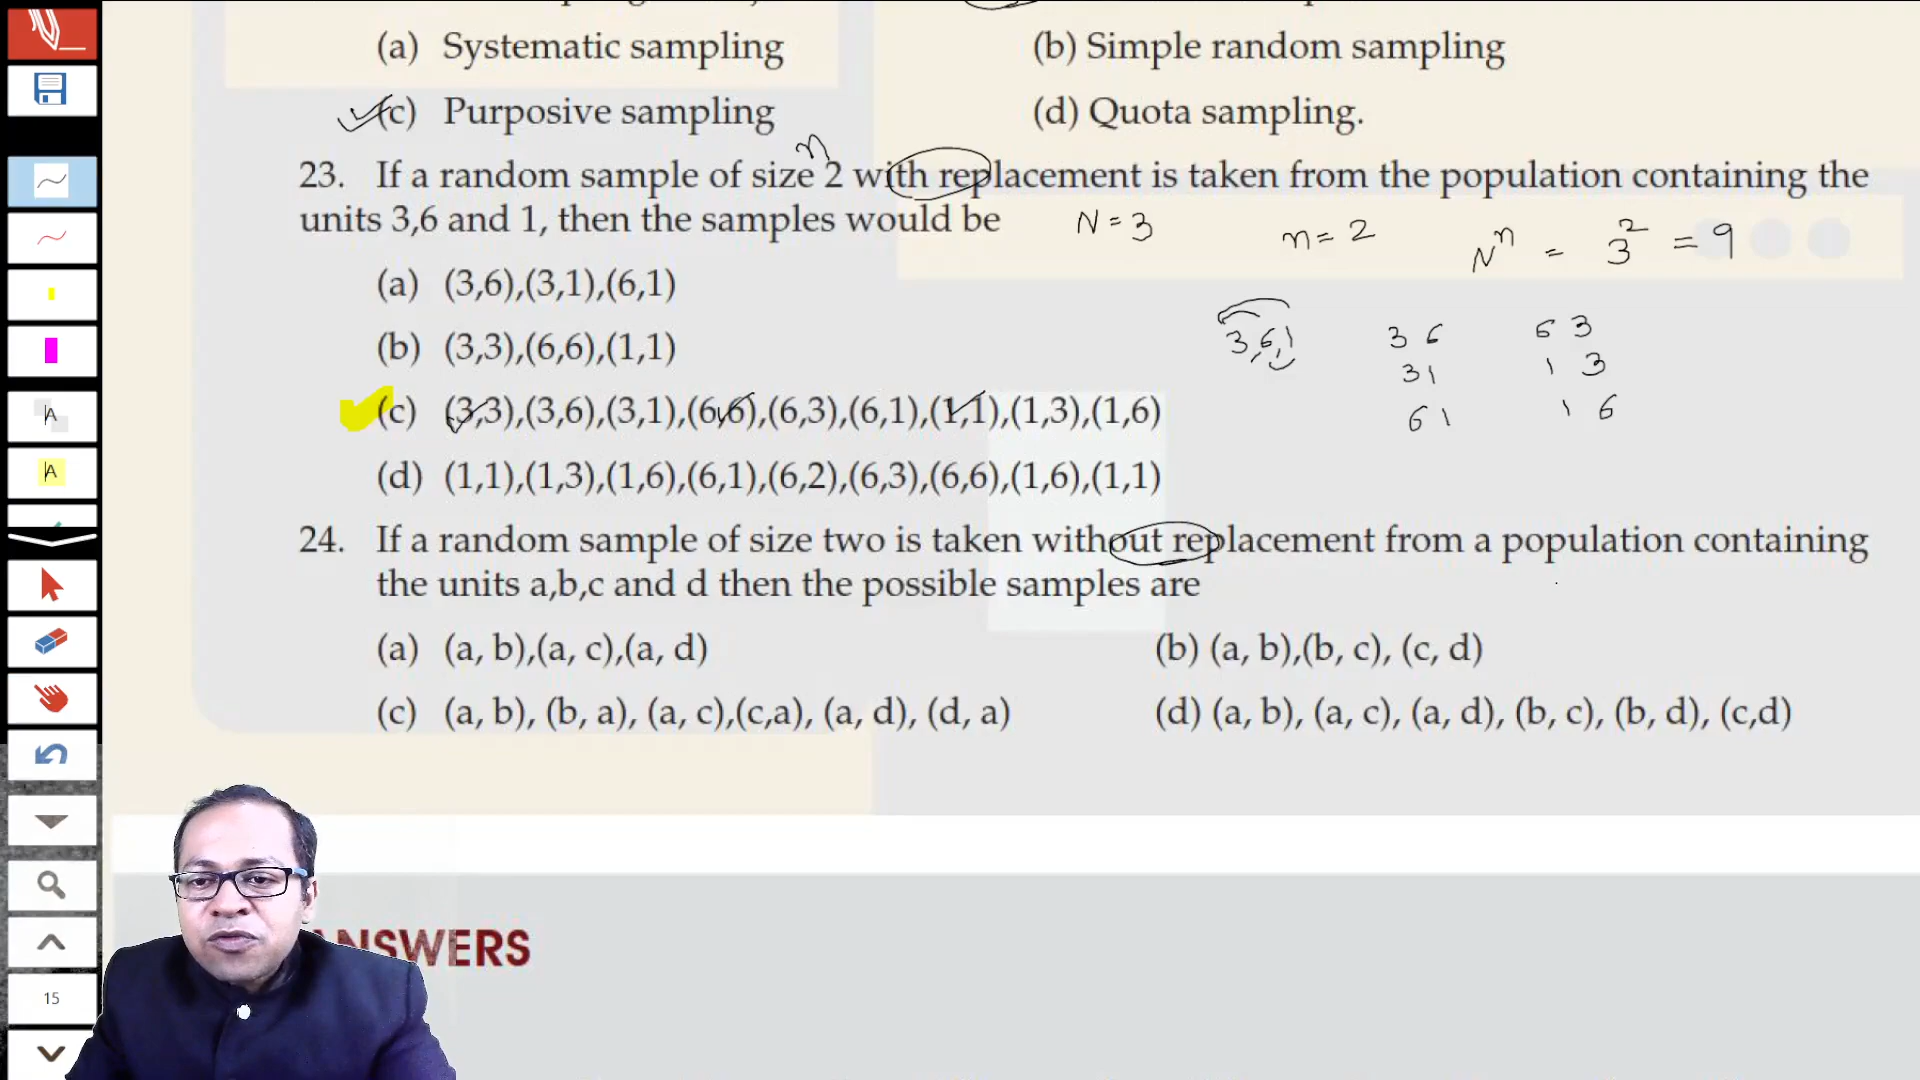 (a) Systematic sampling (b) Simple random sampling
(c) Purposive sampling (d) Quota sampling.
n
23. If a random sample of size 2 with replacement is taken from the population containing the
units 3,6 and 1, then the samples would be N = 3 n = 2 Nⁿ = 3² = 9
(a) (3,6),(3,1),(6,1)
3,6,1 3 6 6 3
(b) (3,3),(6,6),(1,1)
3 1 1 3
(c) (3,3),(3,6),(3,1),(6,6),(6,3),(6,1),(1,1),(1,3),(1,6)
6 1 1 6
(d) (1,1),(1,3),(1,6),(6,1),(6,2),(6,3),(6,6),(1,6),(1,1)
24. If a random sample of size two is taken without replacement from a population containing
the units a,b,c and d then the possible samples are
(a) (a, b),(a, c),(a, d) (b) (a, b),(b, c), (c, d)
(c) (a, b), (b, a), (a, c),(c,a), (a, d), (d, a) (d) (a, b), (a, c), (a, d), (b, c), (b, d), (c,d)
ANSWERS
A
A
15